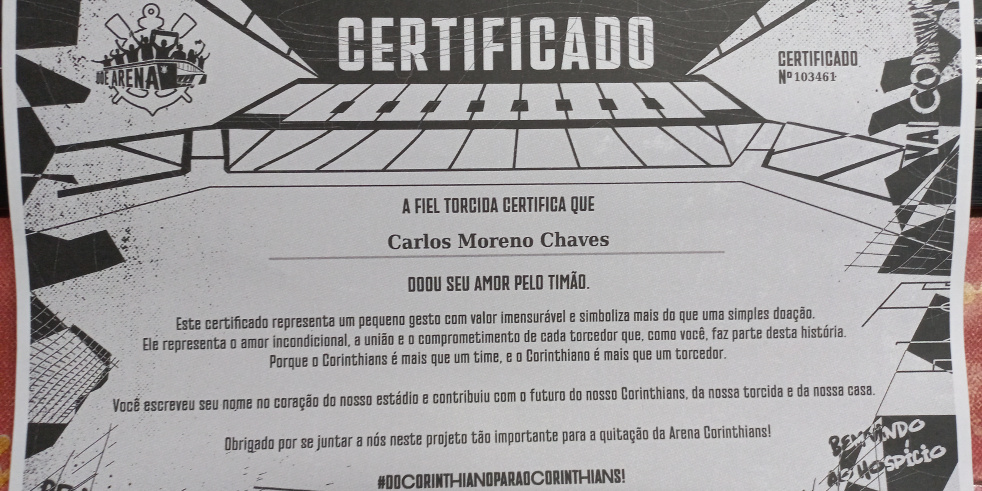 DOE ARENA
CERTIFICADO
CERTIFICADO
Nº 103461
VAI CORINTHIANS
A FIEL TORCIDA CERTIFICA QUE
Carlos Moreno Chaves
DOOU SEU AMOR PELO TIMÃO.
Este certificado representa um pequeno gesto com valor imensurável e simboliza mais do que uma simples doação.
Ele representa o amor incondicional, a união e o comprometimento de cada torcedor que, como você, faz parte desta história.
Porque o Corinthians é mais que um time, e o Corinthiano é mais que um torcedor.
Você escreveu seu nome no coração do nosso estádio e contribuiu com o futuro do nosso Corinthians, da nossa torcida e da nossa casa.
Obrigado por se juntar a nós neste projeto tão importante para a quitação da Arena Corinthians!
#DOCORINTHIANOPARAOCORINTHIANS!
BEM VINDO
AO HOSPÍCIO